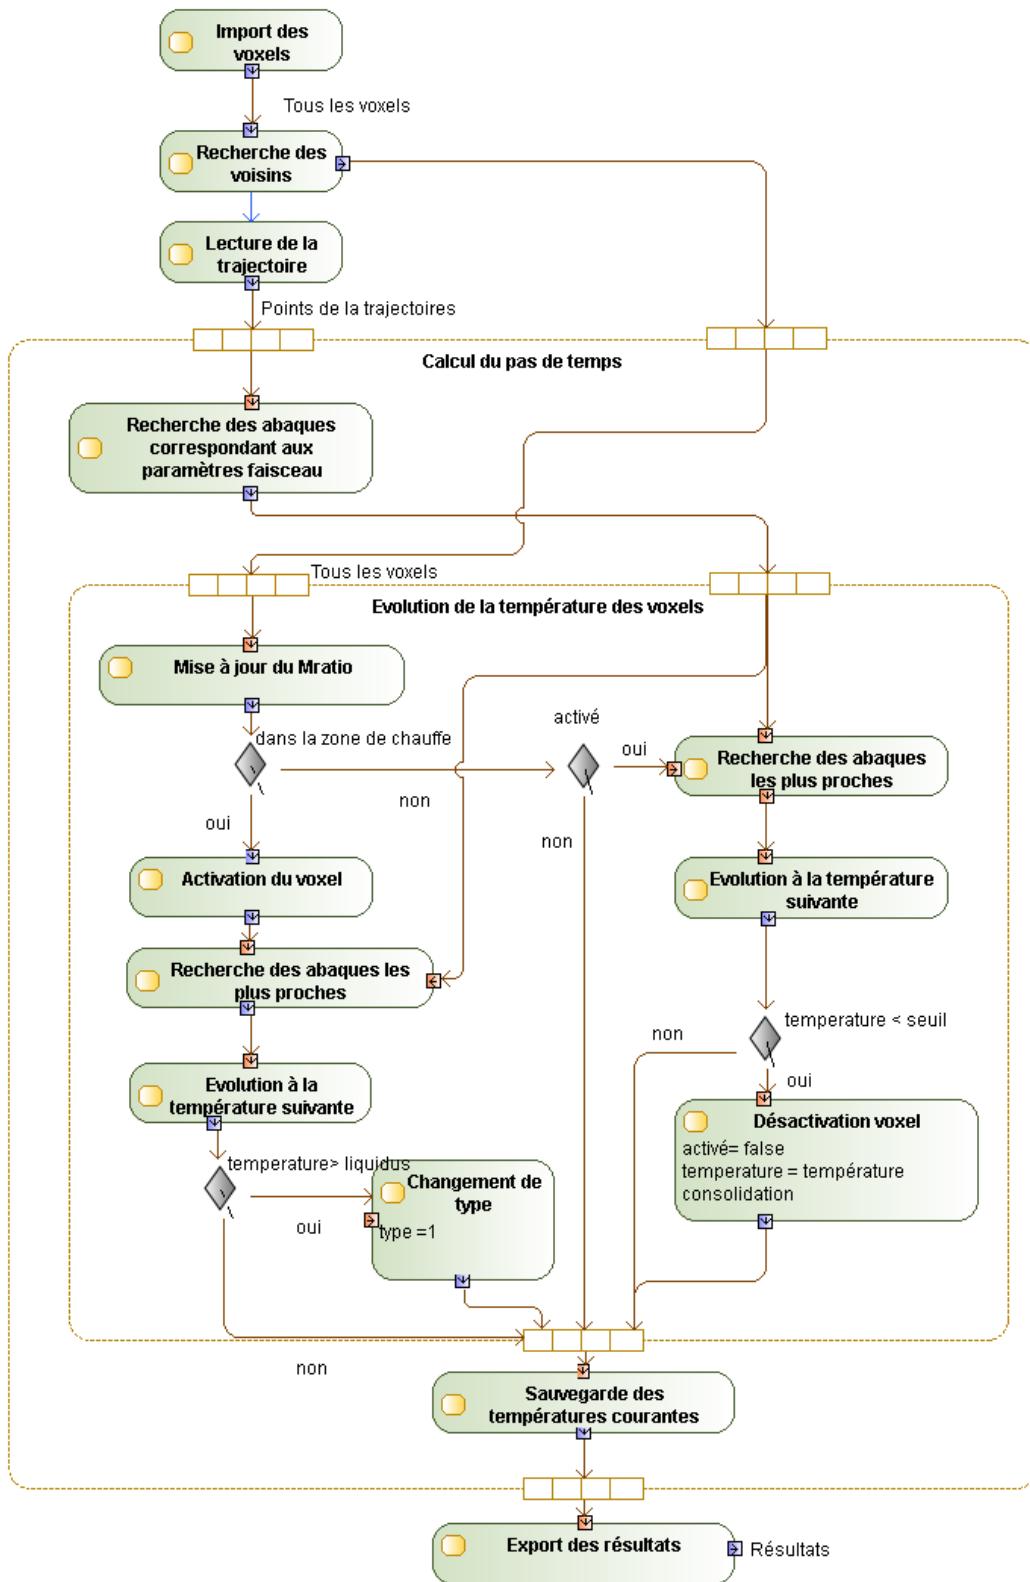 Import des
voxels
Tous les voxels
Recherche des
voisins
Lecture de la
trajectoire
Points de la trajectoires
Calcul du pas de temps
Recherche des abaques
correspondant aux
paramètres faisceau
Tous les voxels
Evolution de la température des voxels
Mise à jour du Mratio
dans la zone de chauffe
activé
oui
non
Recherche des abaques
les plus proches
oui
non
Activation du voxel
Evolution à la température
suivante
Recherche des abaques les
plus proches
temperature < seuil
non
oui
Evolution à la
température suivante
Désactivation voxel
activé= false
temperature = température
consolidation
temperature> liquidus
Changement de
type
oui
type =1
non
Sauvegarde des
températures courantes
Export des résultats
Résultats